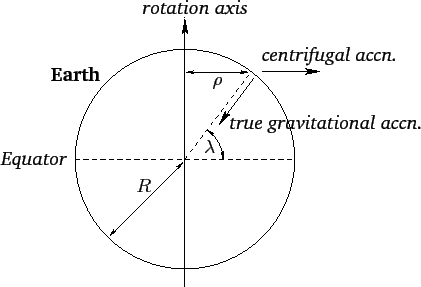 rotation axis
centrifugal accn.
Earth
ρ
true gravitational accn.
λ
Equator
R